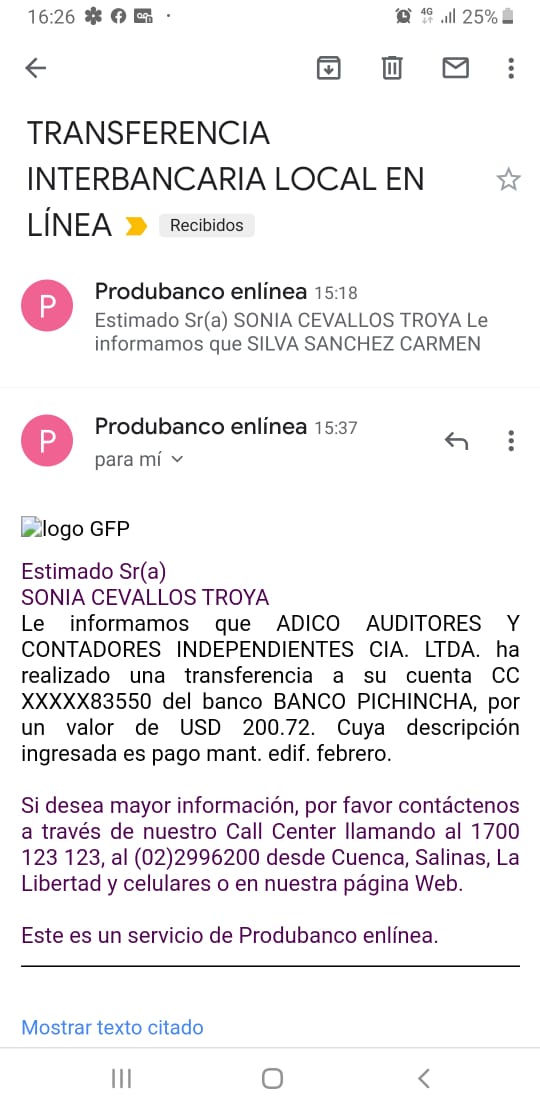 16:26
4G
25%
TRANSFERENCIA
INTERBANCARIA LOCAL EN
LÍNEA
Recibidos
P
Produbanco enlínea 15:18
Estimado Sr(a) SONIA CEVALLOS TROYA Le
informamos que SILVA SANCHEZ CARMEN
P
Produbanco enlínea 15:37
para mí
logo GFP
Estimado Sr(a)
SONIA CEVALLOS TROYA
Le informamos que ADICO AUDITORES Y
CONTADORES INDEPENDIENTES CIA. LTDA. ha
realizado una transferencia a su cuenta CC
XXXXX83550 del banco BANCO PICHINCHA, por
un valor de USD 200.72. Cuya descripción
ingresada es pago mant. edif. febrero.
Si desea mayor información, por favor contáctenos
a través de nuestro Call Center llamando al 1700
123 123, al (02)2996200 desde Cuenca, Salinas, La
Libertad y celulares o en nuestra página Web.
Este es un servicio de Produbanco enlínea.
Mostrar texto citado